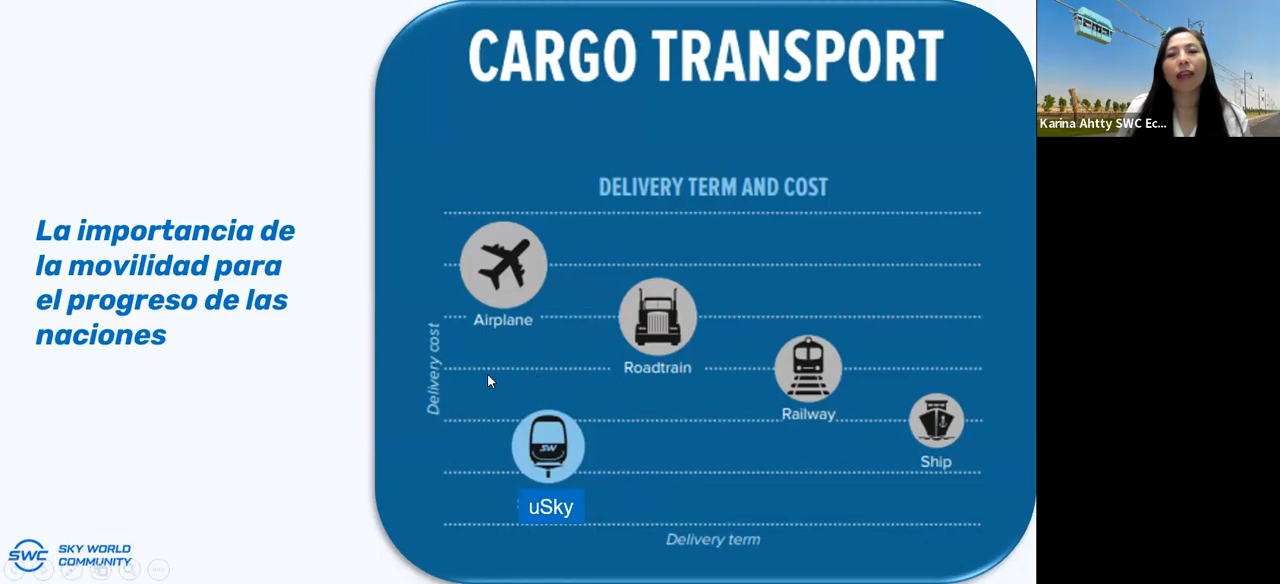 CARGO TRANSPORT
Karina Ahtty SWC Ec...
DELIVERY TERM AND COST
La importancia de
la movilidad para
el progreso de las
naciones
Airplane
Delivery cost
Roadtrain
Railway
Ship
SW
uSky
Delivery term
SWC
SKY WORLD
COMMUNITY